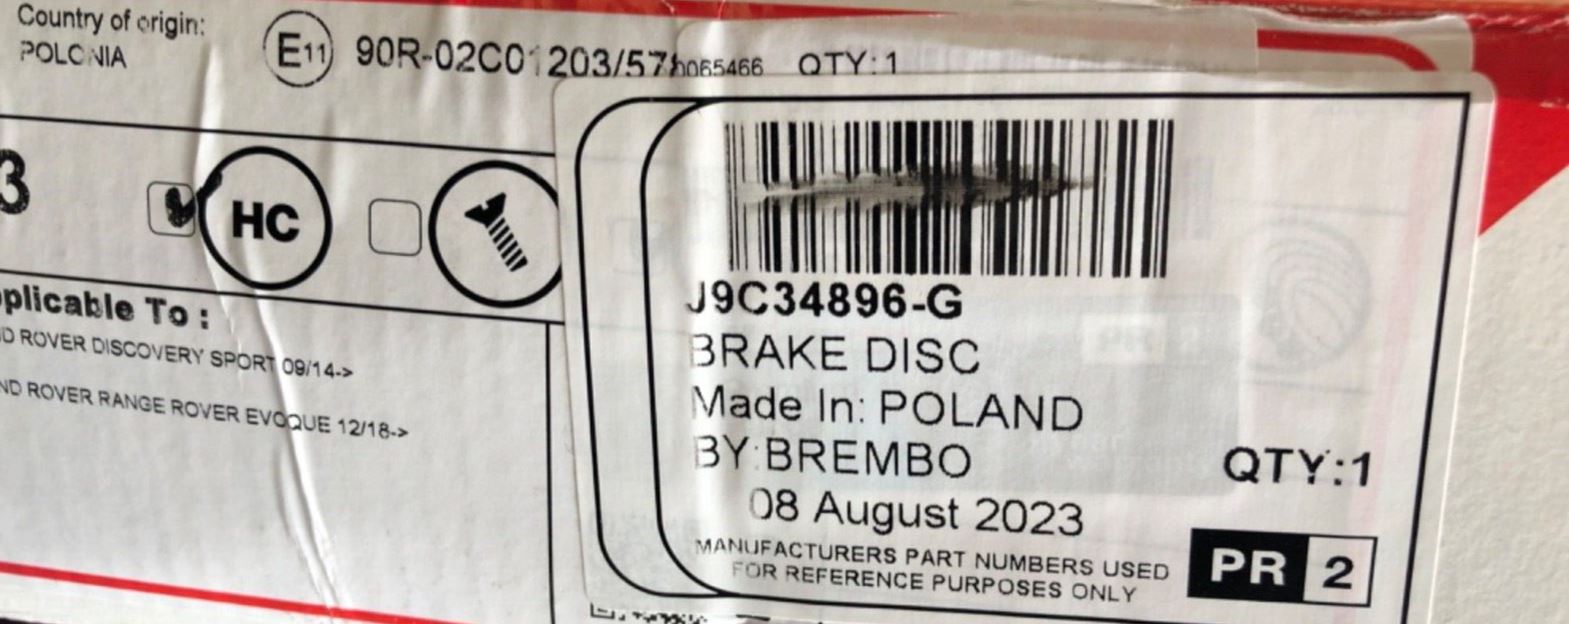 Country of origin:
POLONIA
E11 90R-02C01203/57 QTY:1
3
HC
plicable To :
D ROVER DISCOVERY SPORT 09/14->
ND ROVER RANGE ROVER EVOQUE 12/18->
J9C34896-G
BRAKE DISC
Made In: POLAND
BY:BREMBO QTY:1
08 August 2023
MANUFACTURERS PART NUMBERS USED
FOR REFERENCE PURPOSES ONLY
PR 2